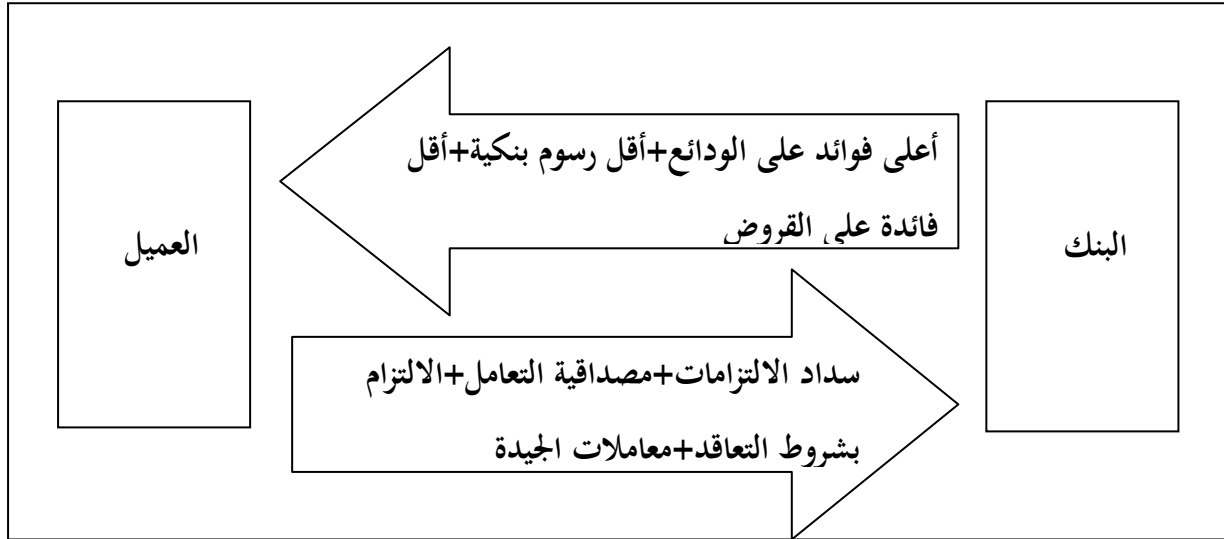 أعلى فوائد على الودائع+أقل رسوم بنكية+أقل
فائدة على القروض
البنك
العميل
سداد الالتزامات+مصداقية التعامل+الالتزام
بشروط التعاقد+معاملات الجيدة